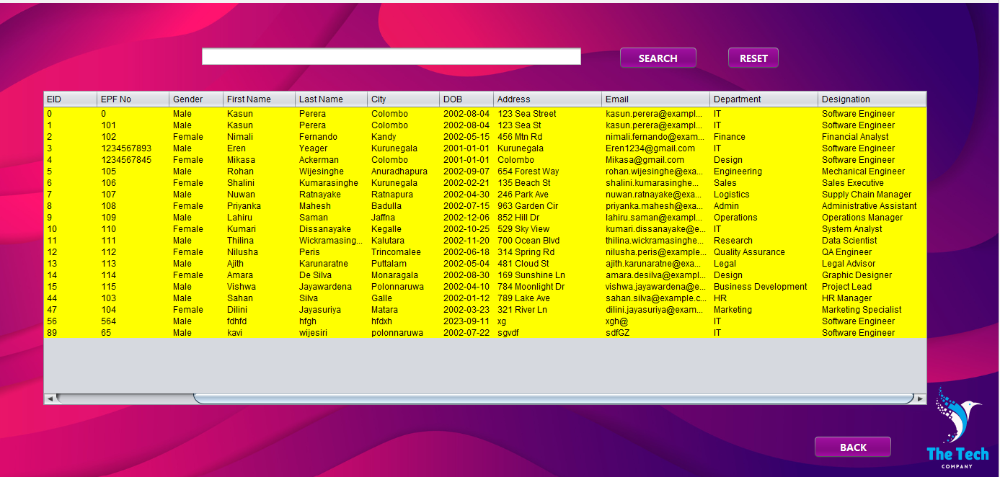 SEARCH RESET
EID EPF No Gender First Name Last Name City DOB Address Email Department Designation
0 0 Male Kasun Perera Colombo 2002-08-04 123 Sea Street kasun.perera@exampl... IT Software Engineer
1 101 Male Kasun Perera Colombo 2002-08-04 123 Sea St kasun.perera@exampl... IT Software Engineer
2 102 Female Nimali Fernando Kandy 2002-05-15 456 Mtn Rd nimali.fernando@exam... Finance Financial Analyst
3 1234567893 Male Eren Yeager Kurunegala 2001-01-01 Kurunegala Eren1234@gmail.com IT Software Engineer
4 1234567845 Female Mikasa Ackerman Colombo 2001-01-01 Colombo Mikasa@gmail.com Design Software Engineer
5 105 Male Rohan Wijesinghe Anuradhapura 2002-09-07 654 Forest Way rohan.wijesinghe@exa... Engineering Mechanical Engineer
6 106 Female Shalini Kumarasinghe Kurunegala 2002-02-21 135 Beach St shalini.kumarasinghe... Sales Sales Executive
7 107 Male Nuwan Ratnayake Ratnapura 2002-04-30 246 Park Ave nuwan.ratnayake@exa... Logistics Supply Chain Manager
8 108 Female Priyanka Mahesh Badulla 2002-07-15 963 Garden Cir priyanka.mahesh@exa... Admin Administrative Assistant
9 109 Male Lahiru Saman Jaffna 2002-12-06 852 Hill Dr lahiru.saman@exampl... Operations Operations Manager
10 110 Female Kumari Dissanayake Kegalle 2002-10-25 529 Sky View kumari.dissanayake@e... IT System Analyst
11 111 Male Thilina Wickramasing... Kalutara 2002-11-20 700 Ocean Blvd thilina.wickramasinghe... Research Data Scientist
12 112 Female Nilusha Peris Trincomalee 2002-06-18 314 Spring Rd nilusha.peris@example... Quality Assurance QA Engineer
13 113 Male Ajith Karunaratne Puttalam 2002-05-04 481 Cloud St ajith.karunaratne@exa... Legal Legal Advisor
14 114 Female Amara De Silva Monaragala 2002-08-30 169 Sunshine Ln amara.desilva@exampl... Design Graphic Designer
15 115 Male Vishwa Jayawardena Polonnaruwa 2002-04-10 784 Moonlight Dr vishwa.jayawardena@e... Business Development Project Lead
44 103 Male Sahan Silva Galle 2002-01-12 789 Lake Ave sahan.silva@example.c... HR HR Manager
47 104 Female Dilini Jayasuriya Matara 2002-03-23 321 River Ln dilini.jayasuriya@exam... Marketing Marketing Specialist
56 564 Male fdhfd hfgh hfdxh 2023-09-11 xg xgh@ IT Software Engineer
89 65 Male kavi wijesiri polonnaruwa 2002-07-22 sgvdf sdfGZ IT Software Engineer
BACK
The Tech
COMPANY